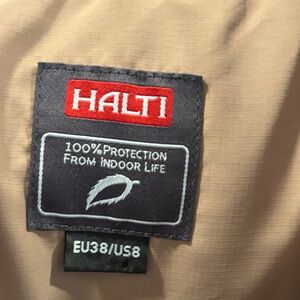 HALTI
100% PROTECTION
FROM INDOOR LIFE
EU38/US8